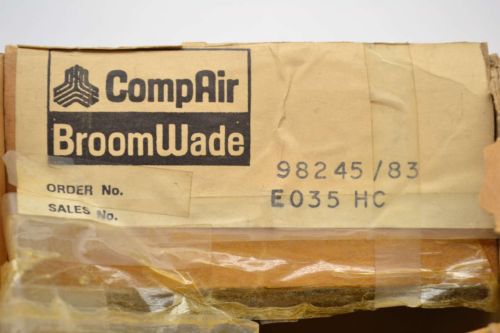 CompAir
BroomWade
98245/83
E035 HC
ORDER No.
SALES No.